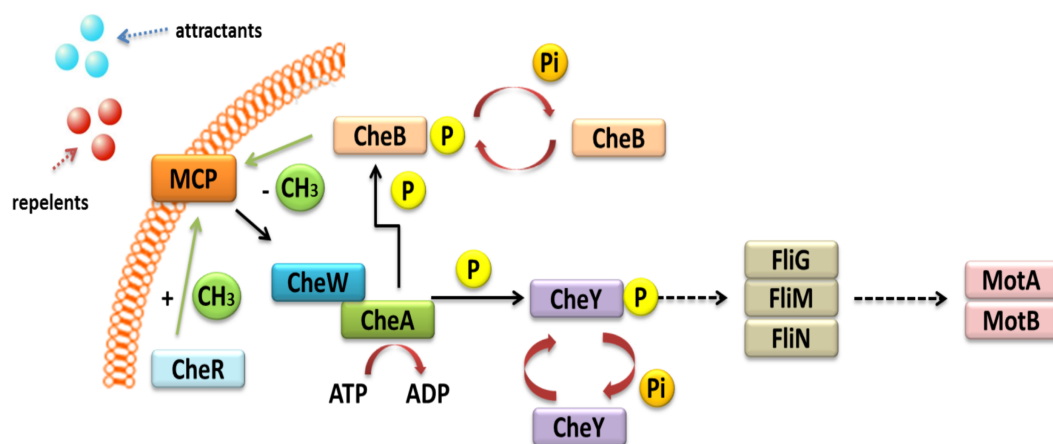 attractants
repelents
MCP
- CH3
+ CH3
CheR
CheW
CheA
ATP
ADP
CheB P
P
Pi
CheB
P
CheY P
Pi
CheY
FliG
FliM
FliN
MotA
MotB